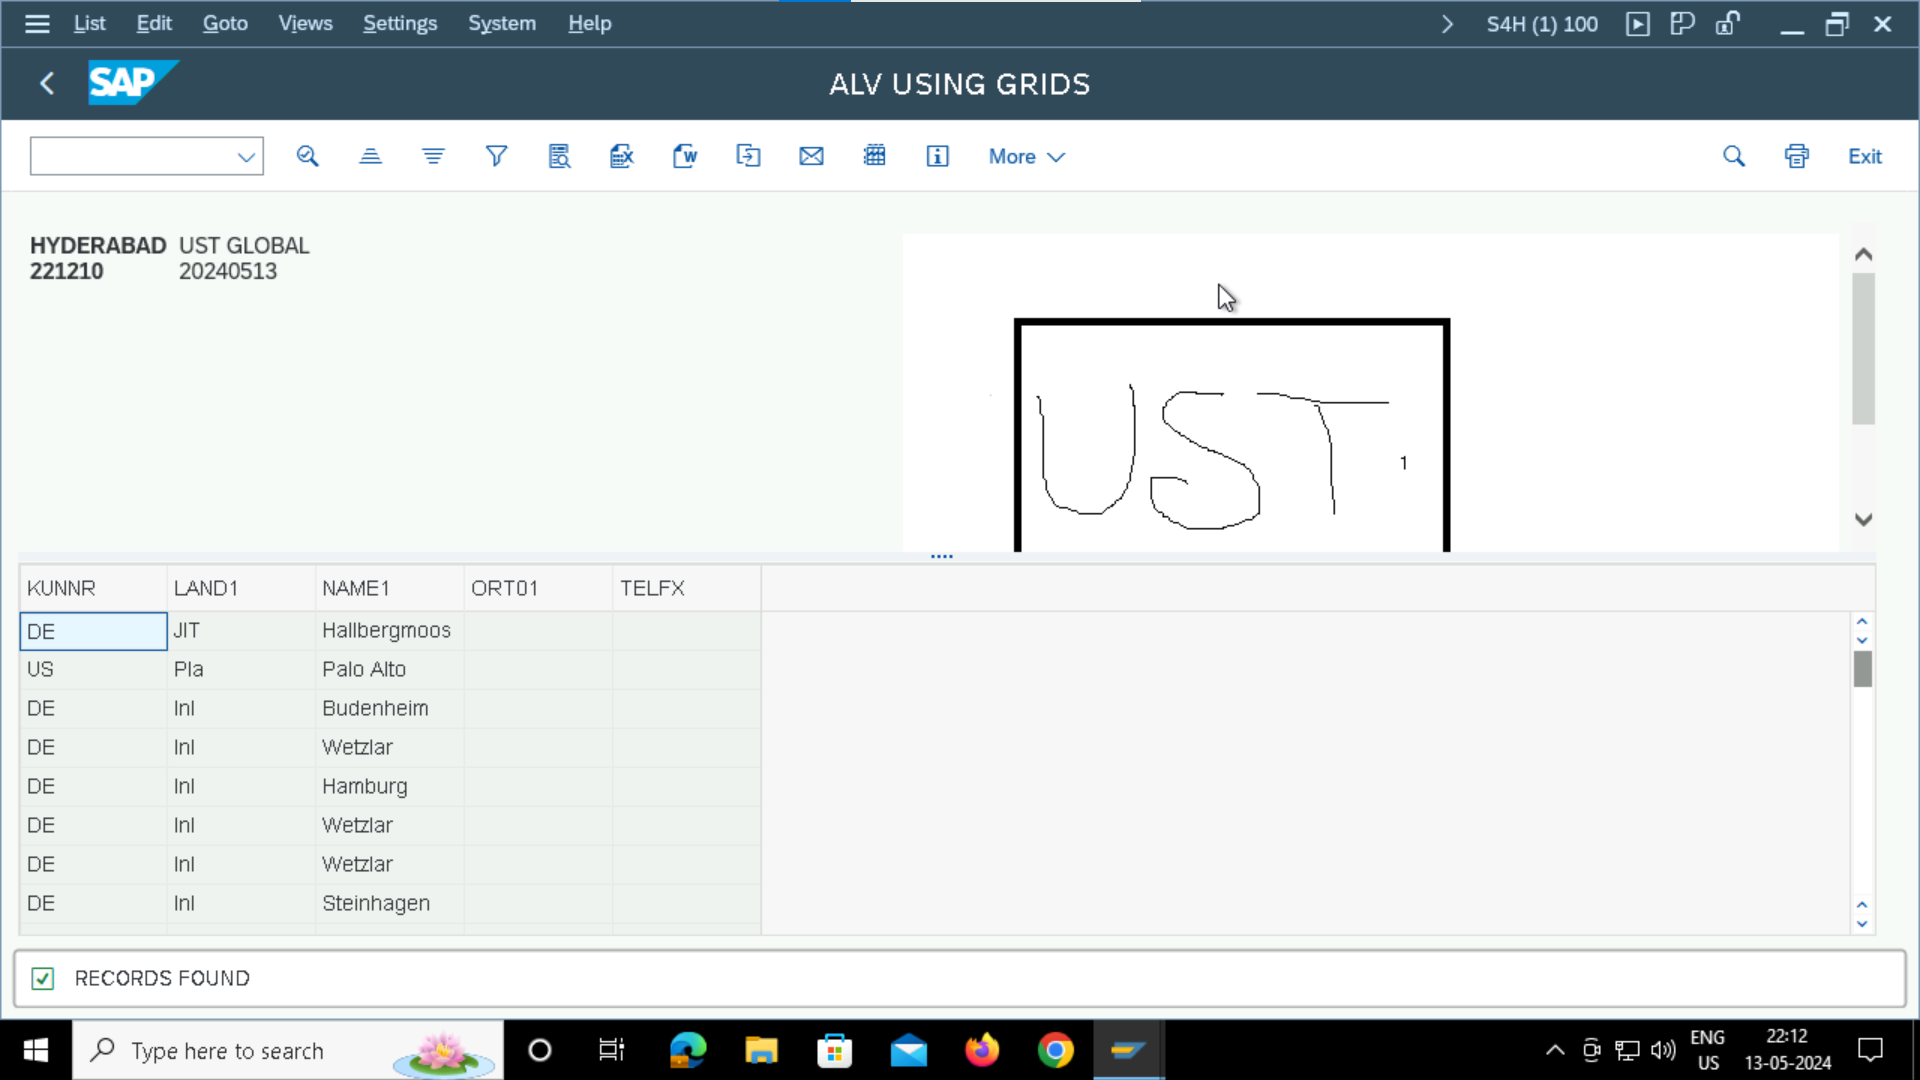 List Edit Goto Views Settings System Help S4H (1) 100
SAP ALV USING GRIDS
More Exit
HYDERABAD UST GLOBAL
221210 20240513
UST 1
KUNNR LAND1 NAME1 ORT01 TELFX
DE JIT Hallbergmoos
US Pla Palo Alto
DE Inl Budenheim
DE Inl Wetzlar
DE Inl Hamburg
DE Inl Wetzlar
DE Inl Wetzlar
DE Inl Steinhagen
RECORDS FOUND
Type here to search ENG 22:12
US 13-05-2024